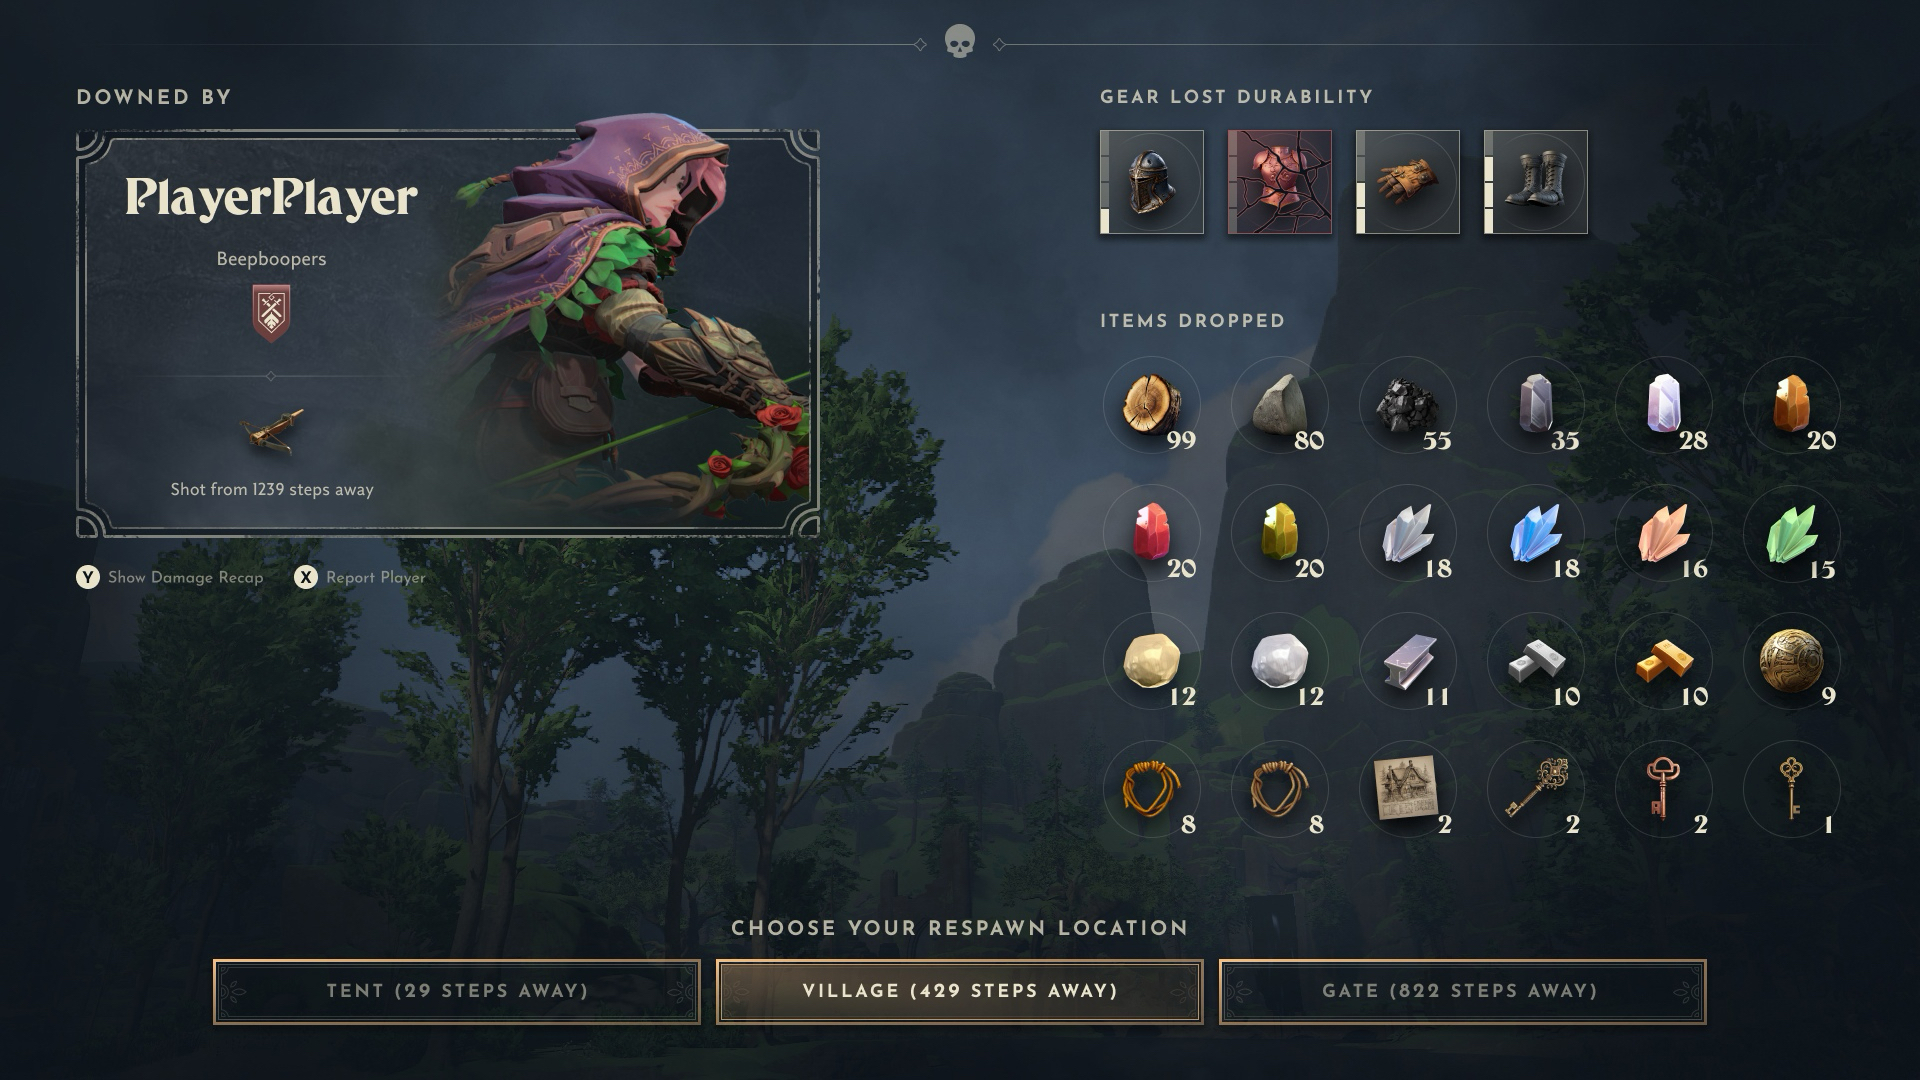 DOWNED BY
PlayerPlayer
Beepboopers
Shot from 1239 steps away
Y Show Damage Recap X Report Player
GEAR LOST DURABILITY
ITEMS DROPPED
99 80 55 35 28 20
20 20 18 18 16 15
12 12 11 10 10 9
8 8 2 2 2 1
CHOOSE YOUR RESPAWN LOCATION
TENT (29 STEPS AWAY) VILLAGE (429 STEPS AWAY) GATE (822 STEPS AWAY)